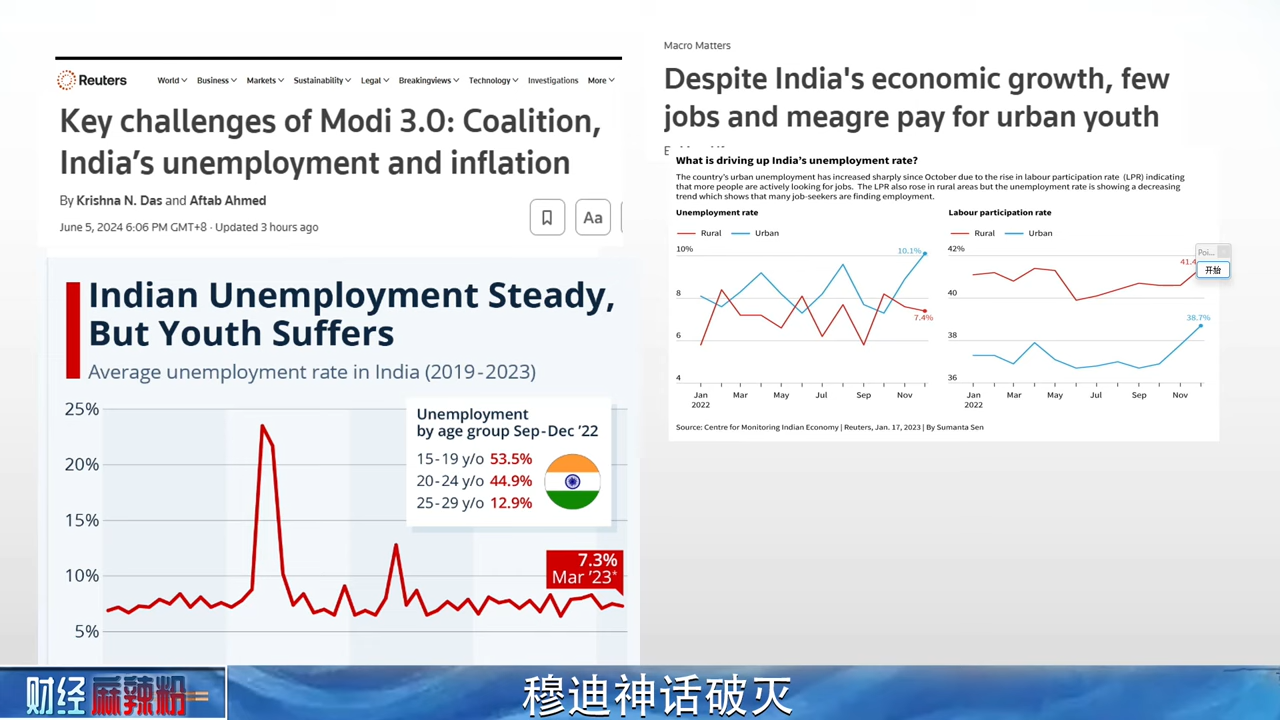 Reuters
World Business Markets Sustainability Legal Breakingviews Technology Investigations More
Key challenges of Modi 3.0: Coalition,
India's unemployment and inflation
By Krishna N. Das and Aftab Ahmed
June 5, 2024 6:06 PM GMT+8 · Updated 3 hours ago
Aa
Indian Unemployment Steady,
But Youth Suffers
Average unemployment rate in India (2019-2023)
25%
20%
15%
10%
5%
Unemployment
by age group Sep-Dec '22
15-19 y/o 53.5%
20-24 y/o 44.9%
25-29 y/o 12.9%
7.3%
Mar '23*
Macro Matters
Despite India's economic growth, few
jobs and meagre pay for urban youth
What is driving up India's unemployment rate?
The country's urban unemployment has increased sharply since October due to the rise in labour participation rate (LPR) indicating
that more people are actively looking for jobs. The LPR also rose in rural areas but the unemployment rate is showing a decreasing
trend which shows that many job-seekers are finding employment.
Unemployment rate
Rural Urban
10%
8
6
4
10.1%
7.4%
Jan Mar May Jul Sep Nov
2022
Labour participation rate
Rural Urban
42%
40
38
36
41.4
38.7%
Jan Mar May Jul Sep Nov
2022
Poi...
开始
Source: Centre for Monitoring Indian Economy | Reuters, Jan. 17, 2023 | By Sumanta Sen
财经麻辣粉
穆迪神话破灭